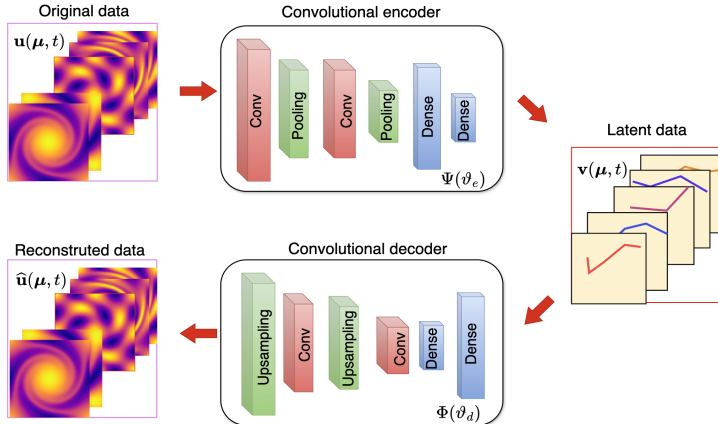 Original data
Convolutional encoder
u(μ, t)
Conv
Pooling
Conv
Pooling
Dense
Dense
Ψ(ϑ_e)
Latent data
v(μ, t)
Reconstruted data
Convolutional decoder
û(μ, t)
Upsampling
Conv
Upsampling
Conv
Dense
Dense
Φ(ϑ_d)